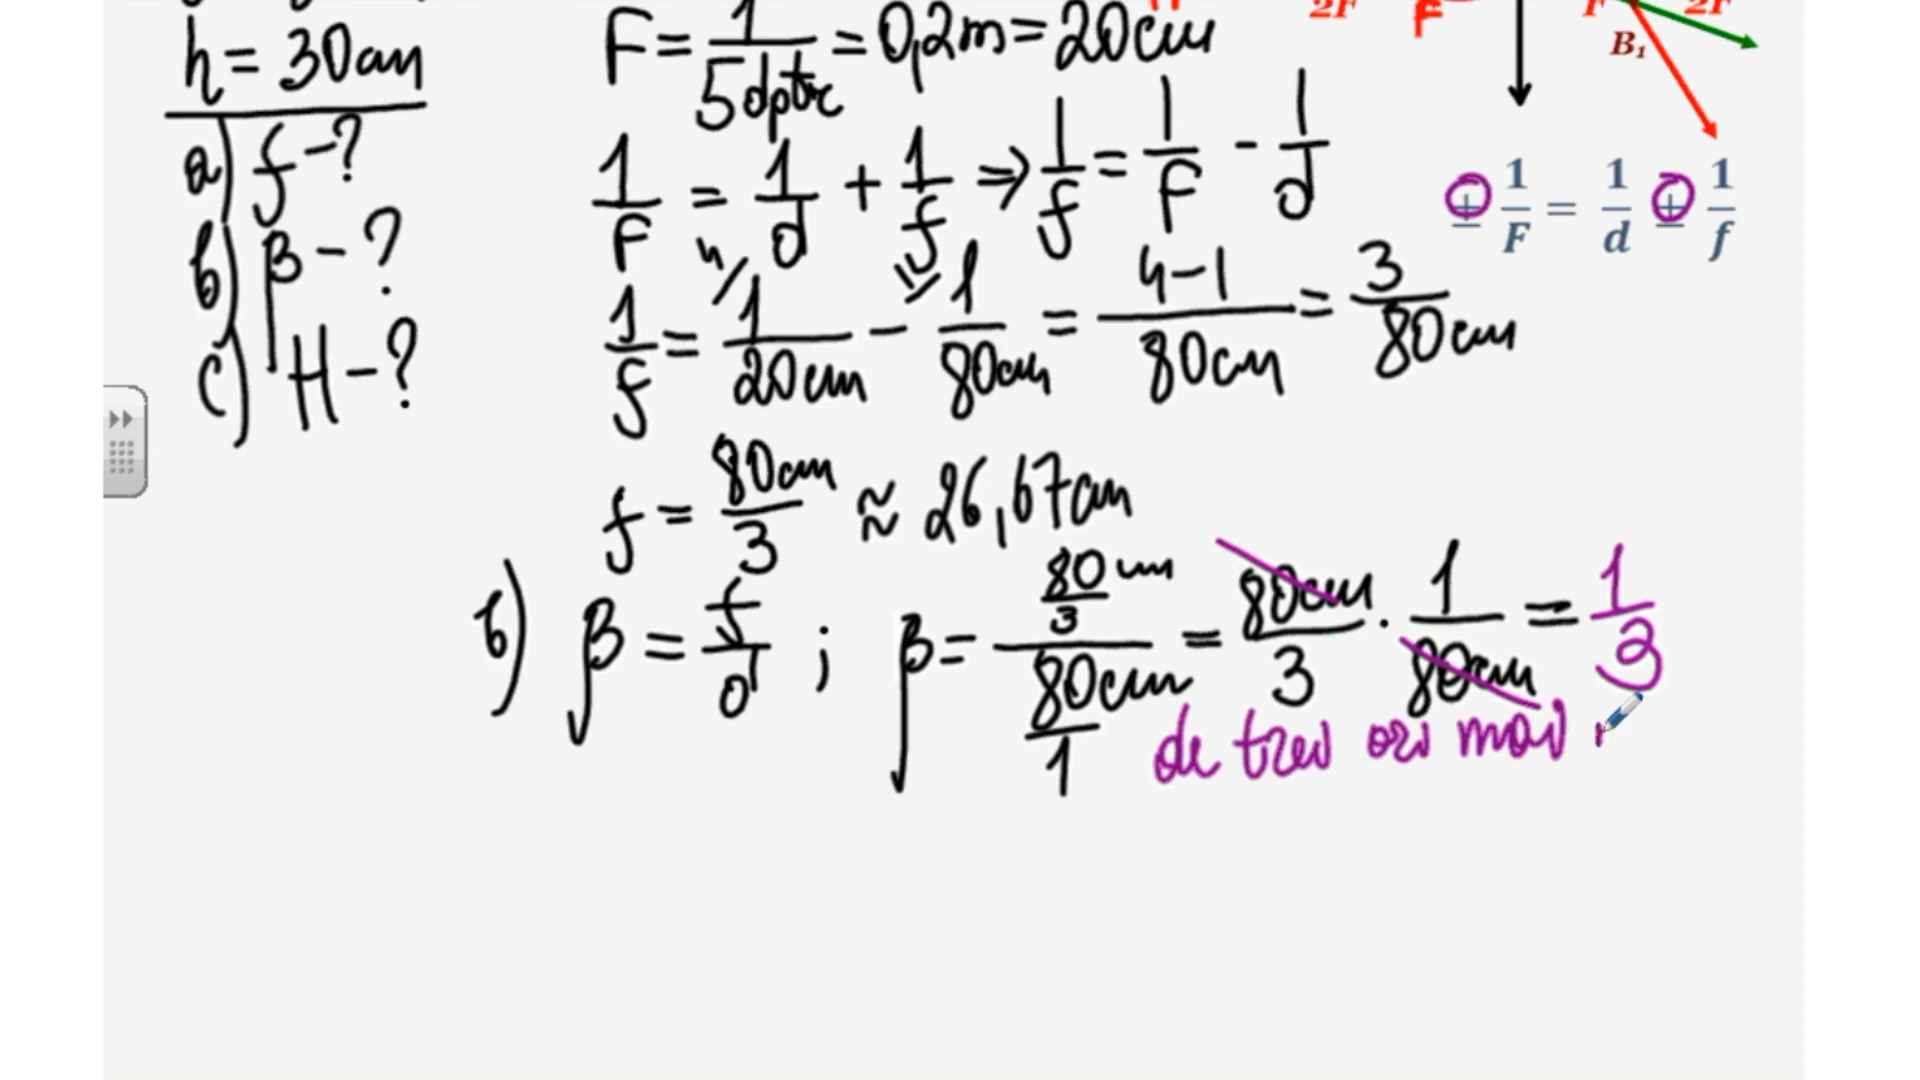 h = 30cm
a) f - ?
b) β - ?
c) H - ?
F = 1/5dptr = 0,2m = 20cm
1/F = 1/d + 1/f ⇒ 1/f = 1/F - 1/d
1/f = 4/ 1/20cm - 1/ 1/80cm = 4-1/80cm = 3/80cm
f = 80cm/3 ≈ 26,67cm
b) β = f/d ; β = 80cm/3 / 80cm/1 = 80cm/3 · 1/80cm = 1/3
de trei ori mai
2F F F 2F
B₁
± 1/F = 1/d ± 1/f